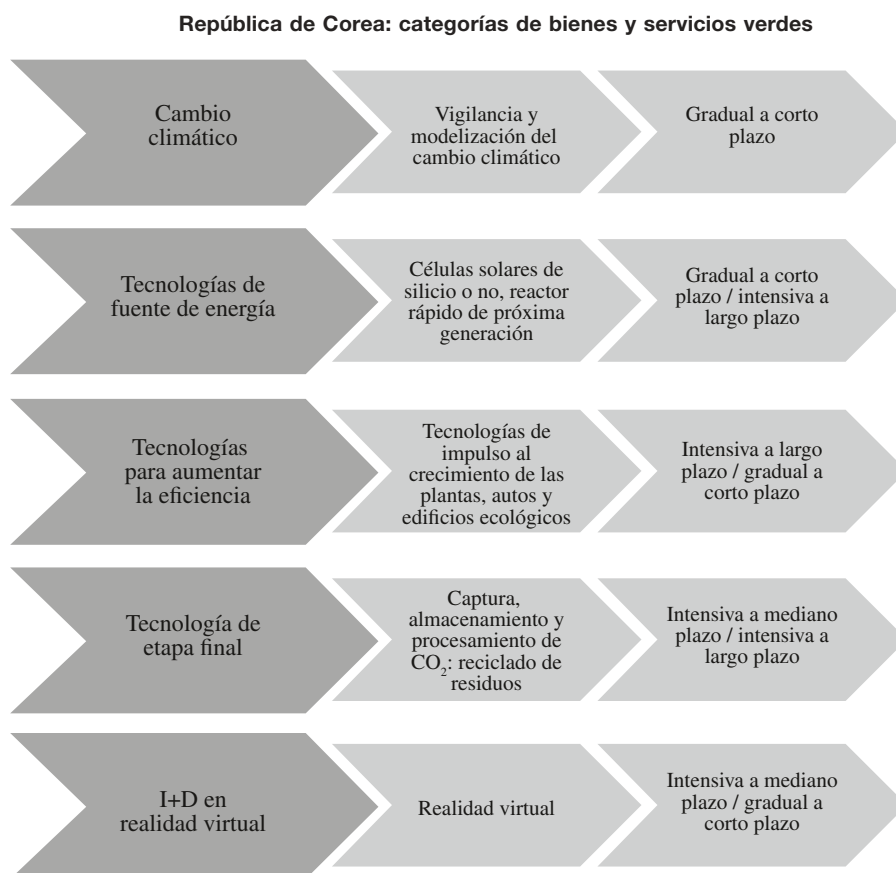 República de Corea: categorías de bienes y servicios verdes
Cambio
climático
Vigilancia y
modelización del
cambio climático
Gradual a corto
plazo
Tecnologías de
fuente de energía
Células solares de
silicio o no, reactor
rápido de próxima
generación
Gradual a corto
plazo / intensiva a
largo plazo
Tecnologías
para aumentar
la eficiencia
Tecnologías de
impulso al
crecimiento de las
plantas, autos y
edificios ecológicos
Intensiva a largo
plazo / gradual a
corto plazo
Tecnología de
etapa final
Captura,
almacenamiento y
procesamiento de
CO₂: reciclado de
residuos
Intensiva a mediano
plazo / intensiva a
largo plazo
I+D en
realidad virtual
Realidad virtual
Intensiva a mediano
plazo / gradual a
corto plazo